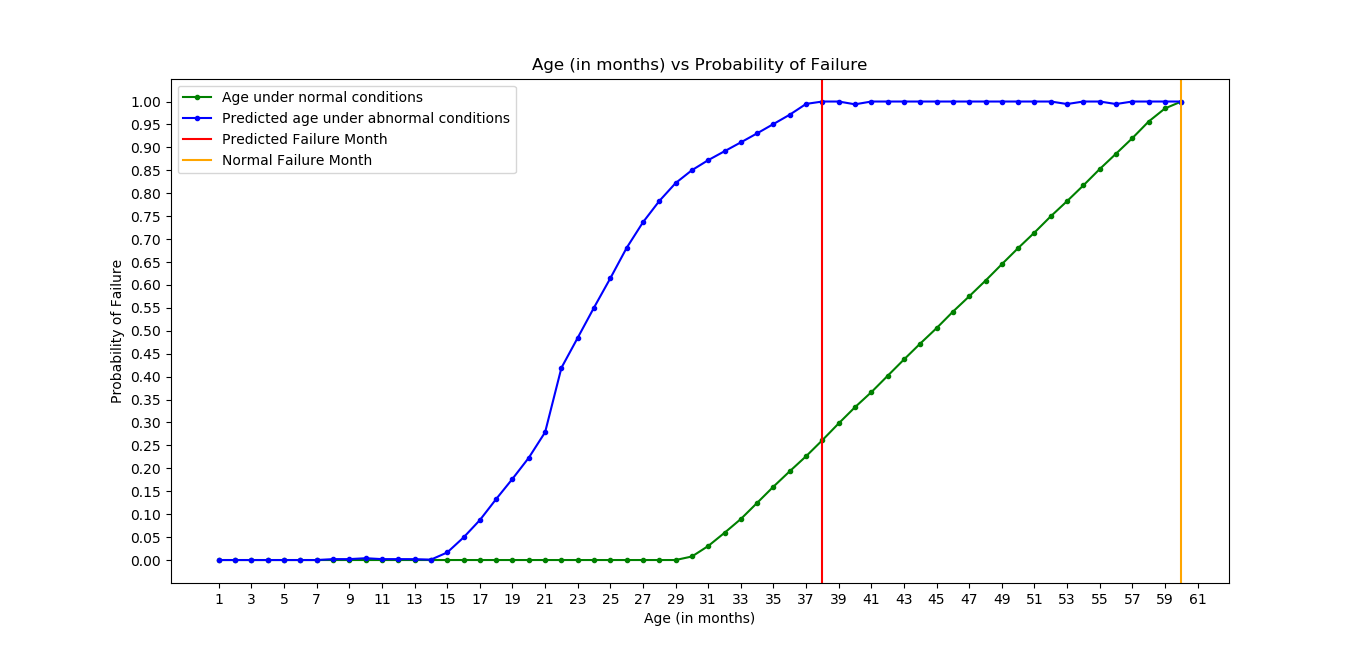 Age (in months) vs Probability of Failure
Age under normal conditions
Predicted age under abnormal conditions
Predicted Failure Month
Normal Failure Month
Probability of Failure
1.00
0.95
0.90
0.85
0.80
0.75
0.70
0.65
0.60
0.55
0.50
0.45
0.40
0.35
0.30
0.25
0.20
0.15
0.10
0.05
0.00
1 3 5 7 9 11 13 15 17 19 21 23 25 27 29 31 33 35 37 39 41 43 45 47 49 51 53 55 57 59 61
Age (in months)